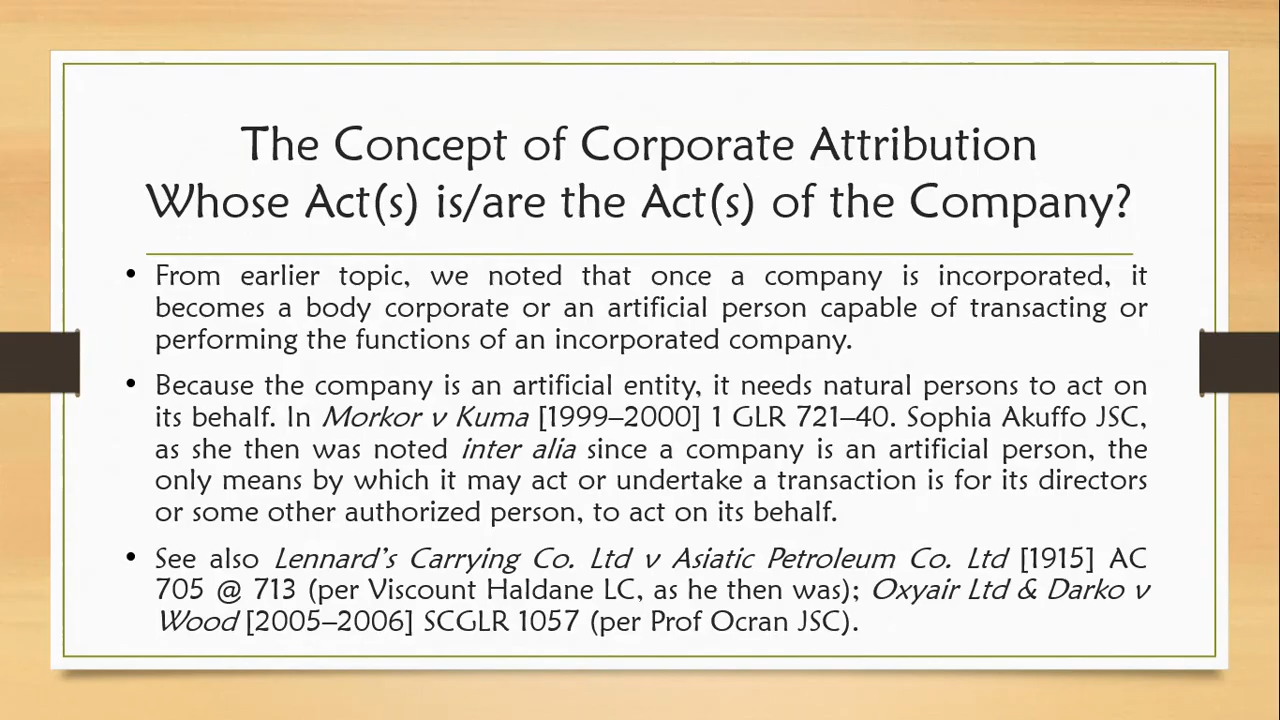 The Concept of Corporate Attribution
Whose Act(s) is/are the Act(s) of the Company?
• From earlier topic, we noted that once a company is incorporated, it
becomes a body corporate or an artificial person capable of transacting or
performing the functions of an incorporated company.
• Because the company is an artificial entity, it needs natural persons to act on
its behalf. In Morkor v Kuma [1999–2000] 1 GLR 721–40. Sophia Akuffo JSC,
as she then was noted inter alia since a company is an artificial person, the
only means by which it may act or undertake a transaction is for its directors
or some other authorized person, to act on its behalf.
• See also Lennard’s Carrying Co. Ltd v Asiatic Petroleum Co. Ltd [1915] AC
705 @ 713 (per Viscount Haldane LC, as he then was); Oxyair Ltd & Darko v
Wood [2005–2006] SCGLR 1057 (per Prof Ocran JSC).